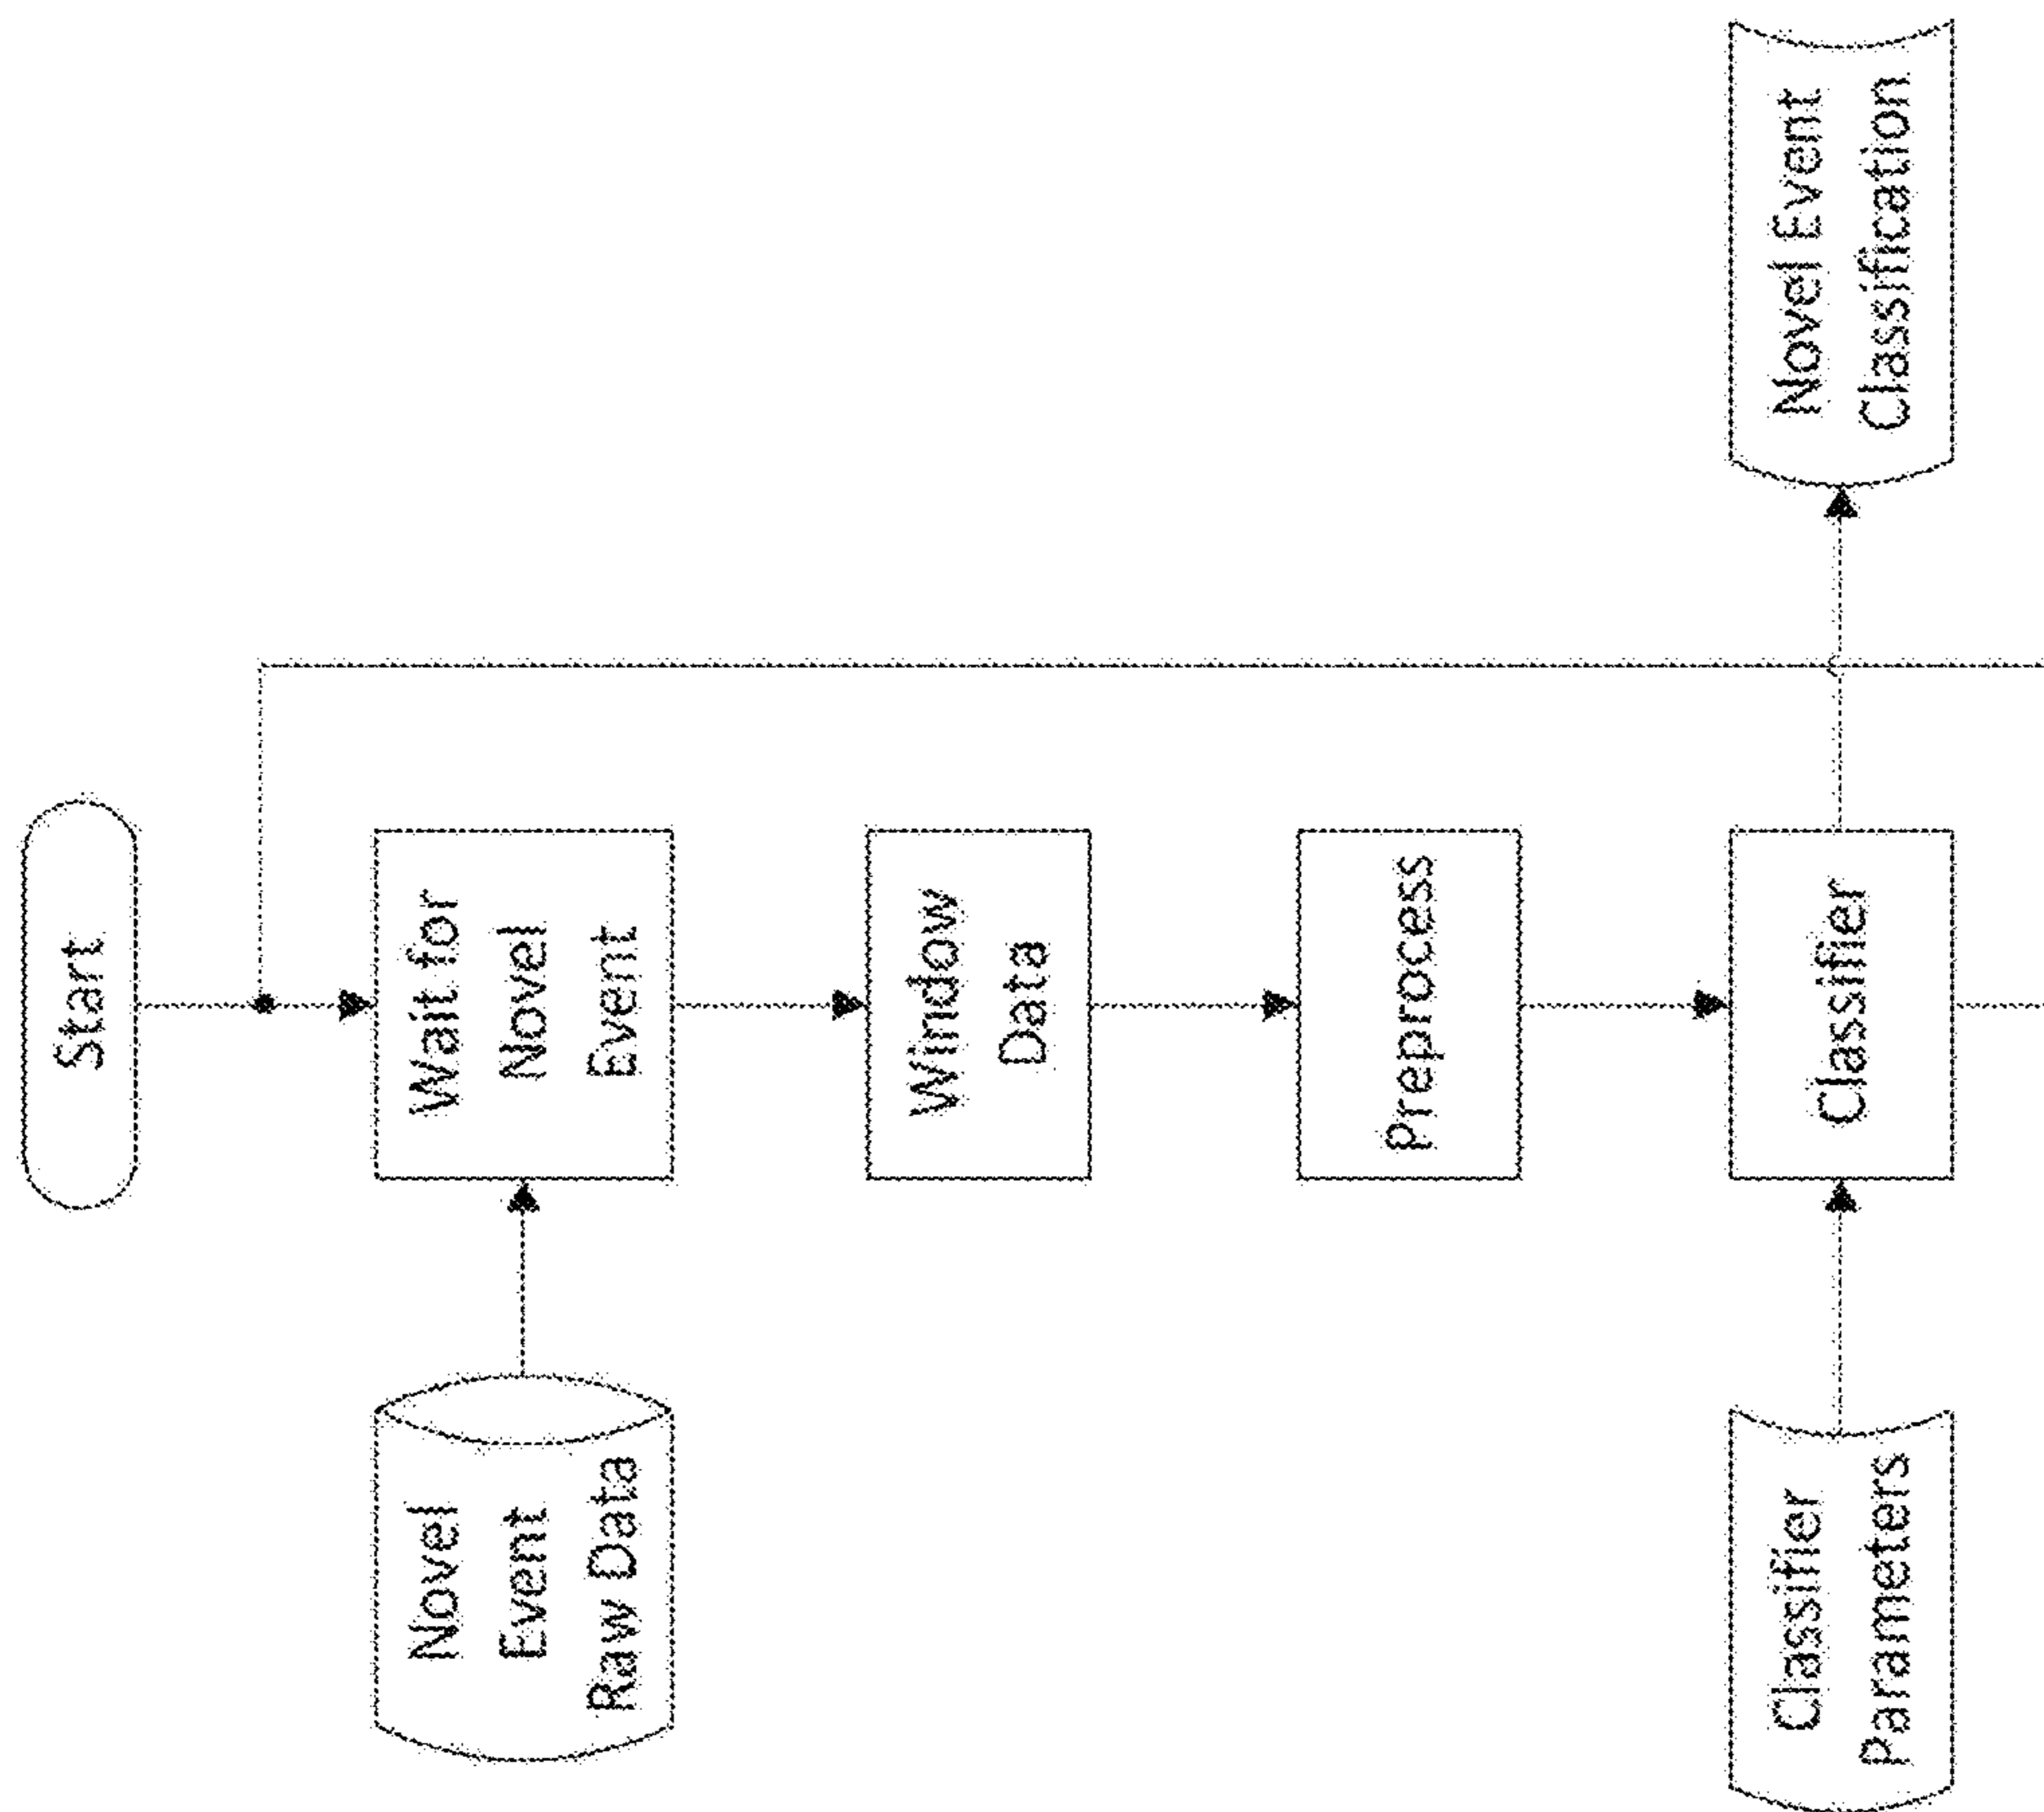 Start
Novel
Event
Raw Data
Wait for
Novel
Event
Window
Data
Preprocess
Classifier
Parameters
Classifier
Novel Event
Classification